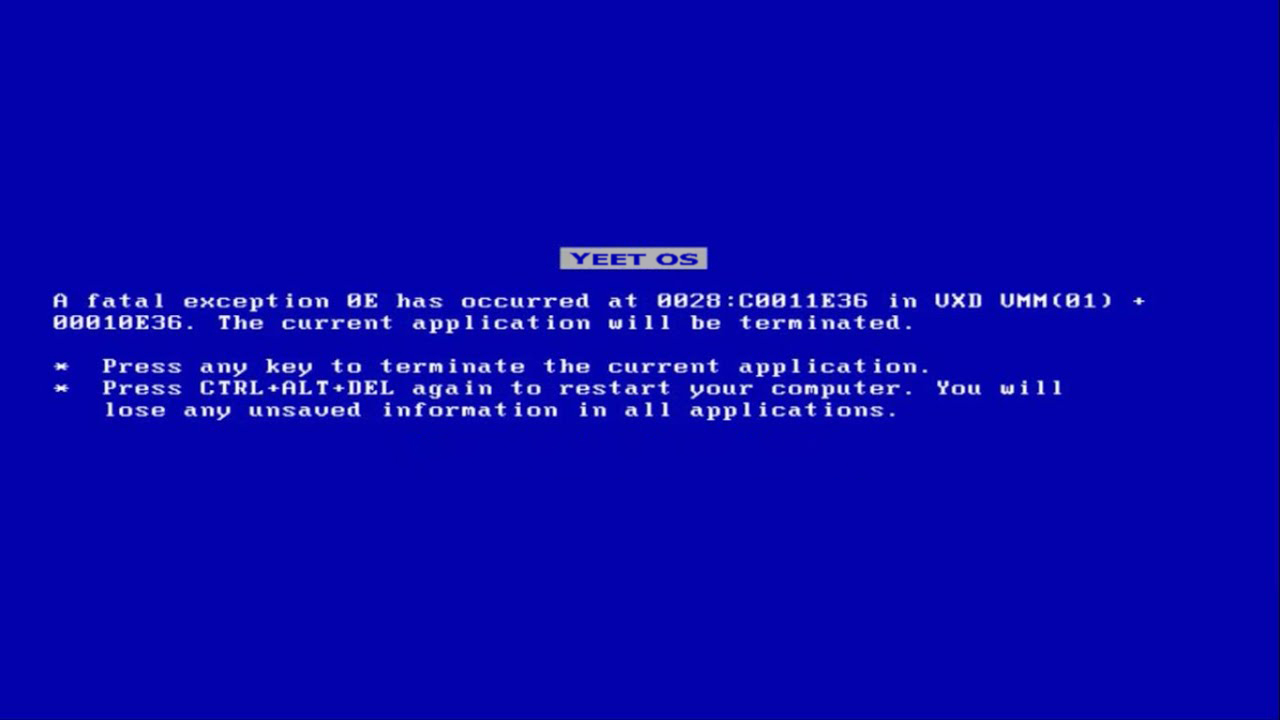 YEET OS
A fatal exception 0E has occurred at 0028:C0011E36 in VXD VMM(01) +
00010E36. The current application will be terminated.
* Press any key to terminate the current application.
* Press CTRL+ALT+DEL again to restart your computer. You will
lose any unsaved information in all applications.